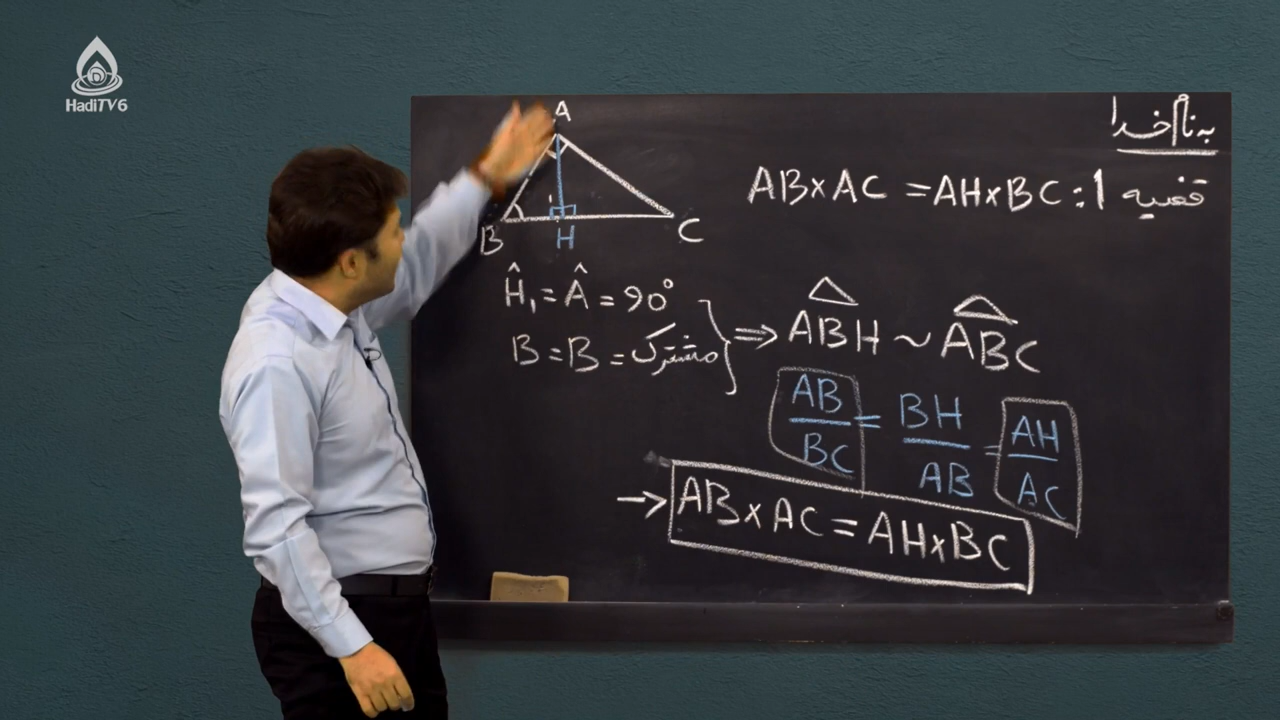 HadiTV6
به نام خدا
قضیه 1: AB×AC = AH×BC
A
B
H
C
Ĥ₁ = Â = 90°
B = B = مشترک
⇒ ABH ~ ABC
AB/BC = BH/AB = AH/AC
→ AB×AC = AH×BC